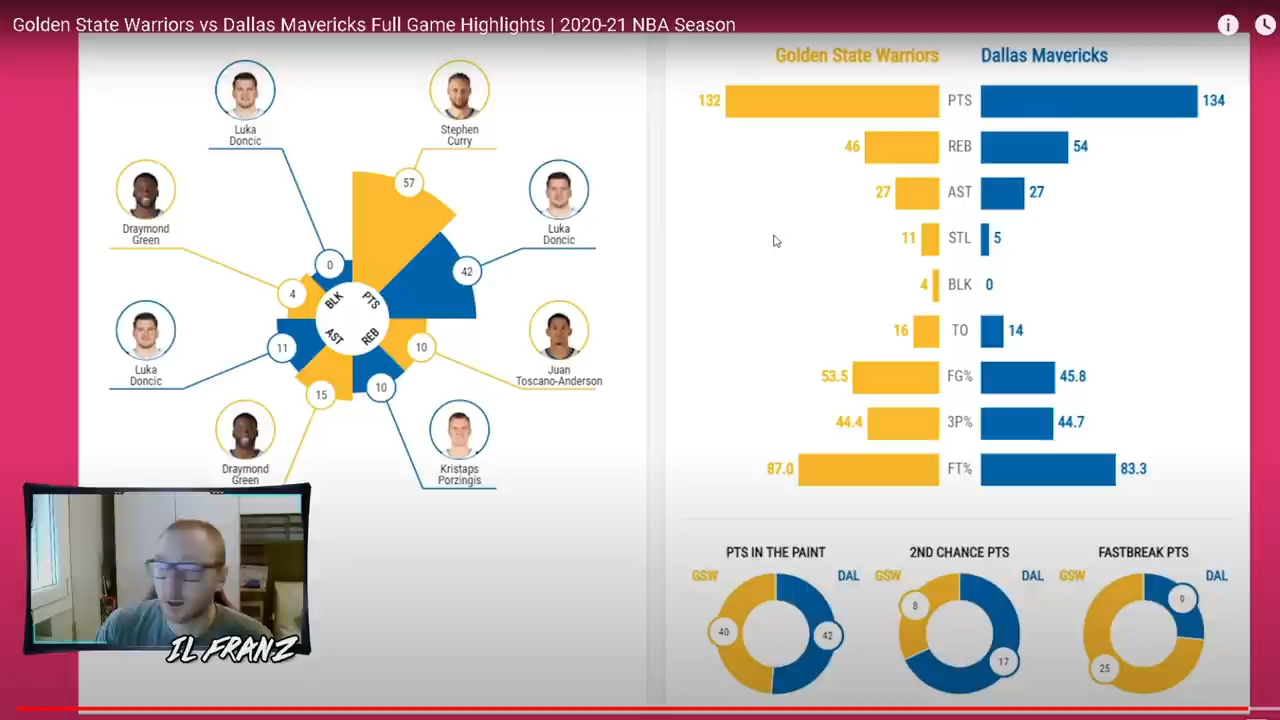 Golden State Warriors vs Dallas Mavericks Full Game Highlights | 2020-21 NBA Season
Luka
Doncic
Stephen
Curry
Draymond
Green
Luka
Doncic
Luka
Doncic
Juan
Toscano-Anderson
Draymond
Green
Kristaps
Porzingis
57
42
10
10
15
11
4
0
PTS
REB
AST
BLK
Golden State Warriors Dallas Mavericks
132 PTS 134
46 REB 54
27 AST 27
11 STL 5
4 BLK 0
16 TO 14
53.5 FG% 45.8
44.4 3P% 44.7
87.0 FT% 83.3
PTS IN THE PAINT
GSW DAL
40 42
2ND CHANCE PTS
GSW DAL
8 17
FASTBREAK PTS
GSW DAL
9
25
IL FRANZ